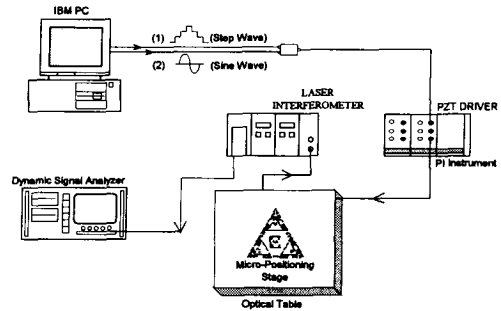 IBM PC
(1) (Step Wave)
(2) (Sine Wave)
LASER
INTERFEROMETER
PZT DRIVER
PI Instrument
Dynamic Signal Analyzer
Micro-Positioning
Stage
Optical Table